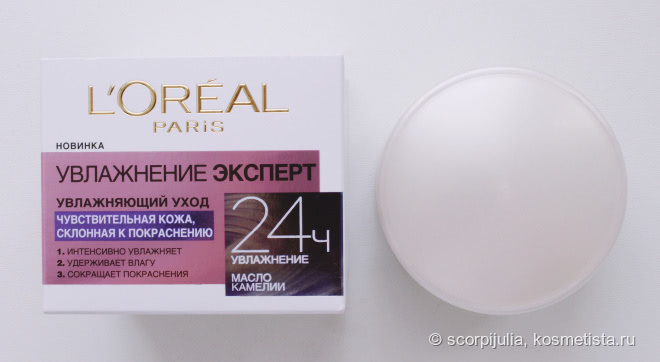 L'ORÉAL
PARiS
НОВИНКА
УВЛАЖНЕНИЕ ЭКСПЕРТ
УВЛАЖНЯЮЩИЙ УХОД
ЧУВСТВИТЕЛЬНАЯ КОЖА,
СКЛОННАЯ К ПОКРАСНЕНИЮ
1. ИНТЕНСИВНО УВЛАЖНЯЕТ
2. УДЕРЖИВАЕТ ВЛАГУ
3. СОКРАЩАЕТ ПОКРАСНЕНИЯ
24ч
УВЛАЖНЕНИЕ
МАСЛО
КАМЕЛИИ
© scorpijulia, kosmetista.ru